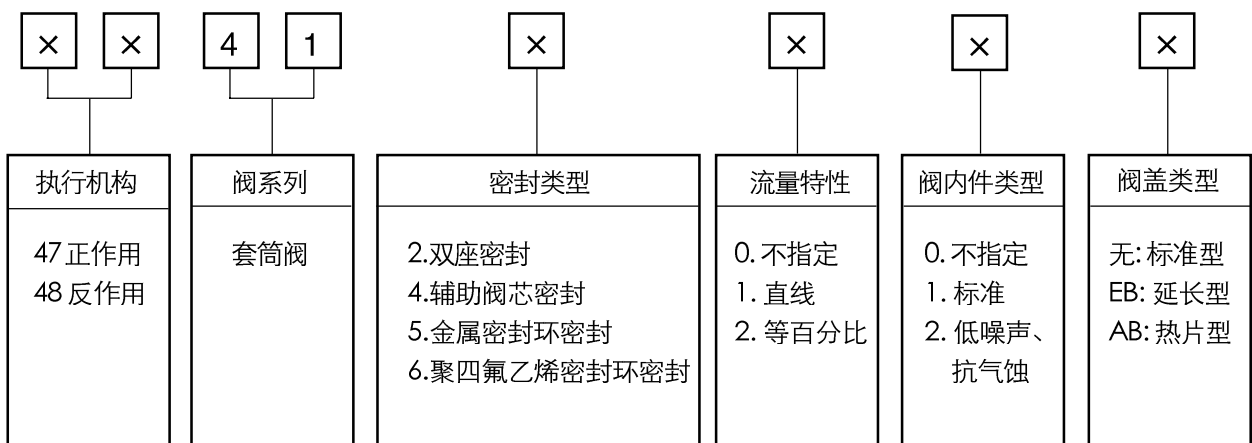 × × 4 1 × × × ×
执行机构
47正作用
48反作用
阀系列
套筒阀
密封类型
2.双座密封
4.辅助阀芯密封
5.金属密封环密封
6.聚四氟乙烯密封环密封
流量特性
0.不指定
1.直线
2.等百分比
阀内件类型
0.不指定
1.标准
2.低噪声、
抗气蚀
阀盖类型
无:标准型
EB:延长型
AB:热片型